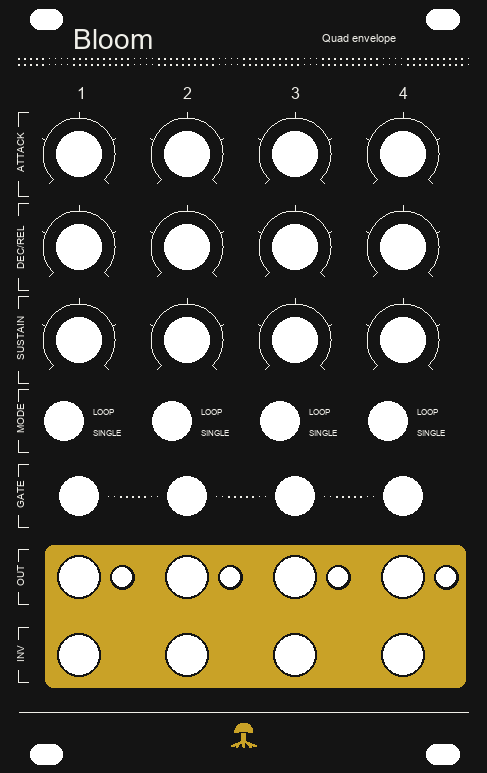 Bloom
Quad envelope
1 2 3 4
ATTACK
DEC/REL
SUSTAIN
MODE
LOOP LOOP LOOP LOOP
SINGLE SINGLE SINGLE SINGLE
GATE
OUT
INV